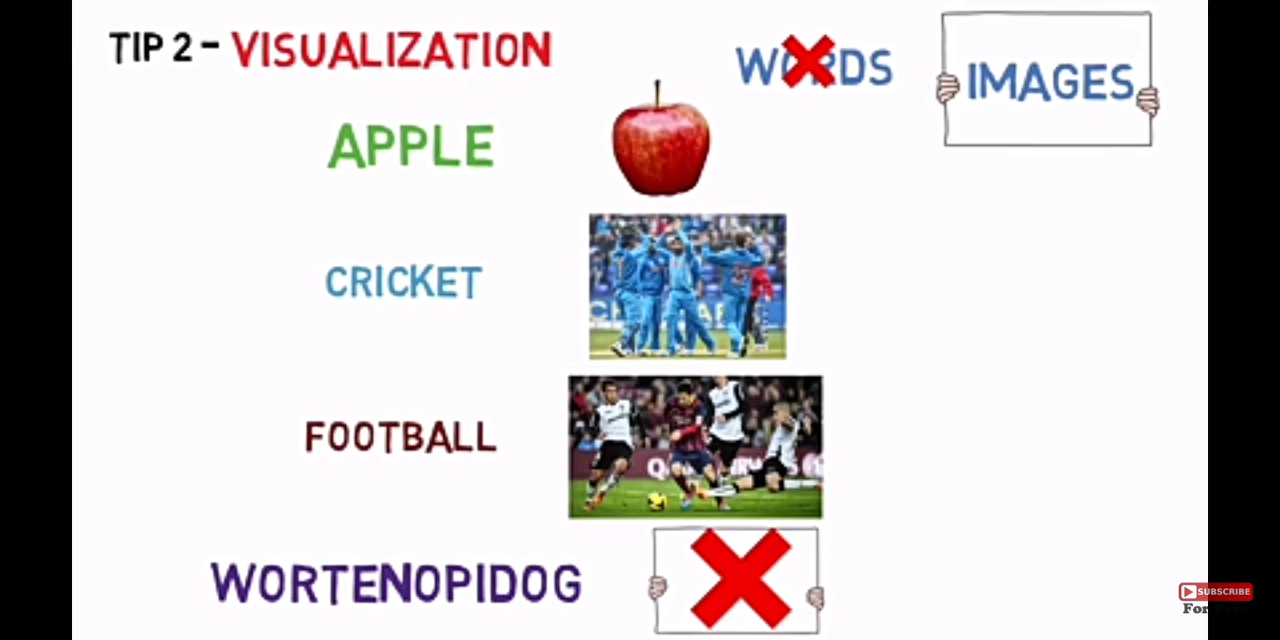 TIP 2 - VISUALIZATION
WORDS
IMAGES
APPLE
CRICKET
FOOTBALL
WORTENOPIDOG
SUBSCRIBE